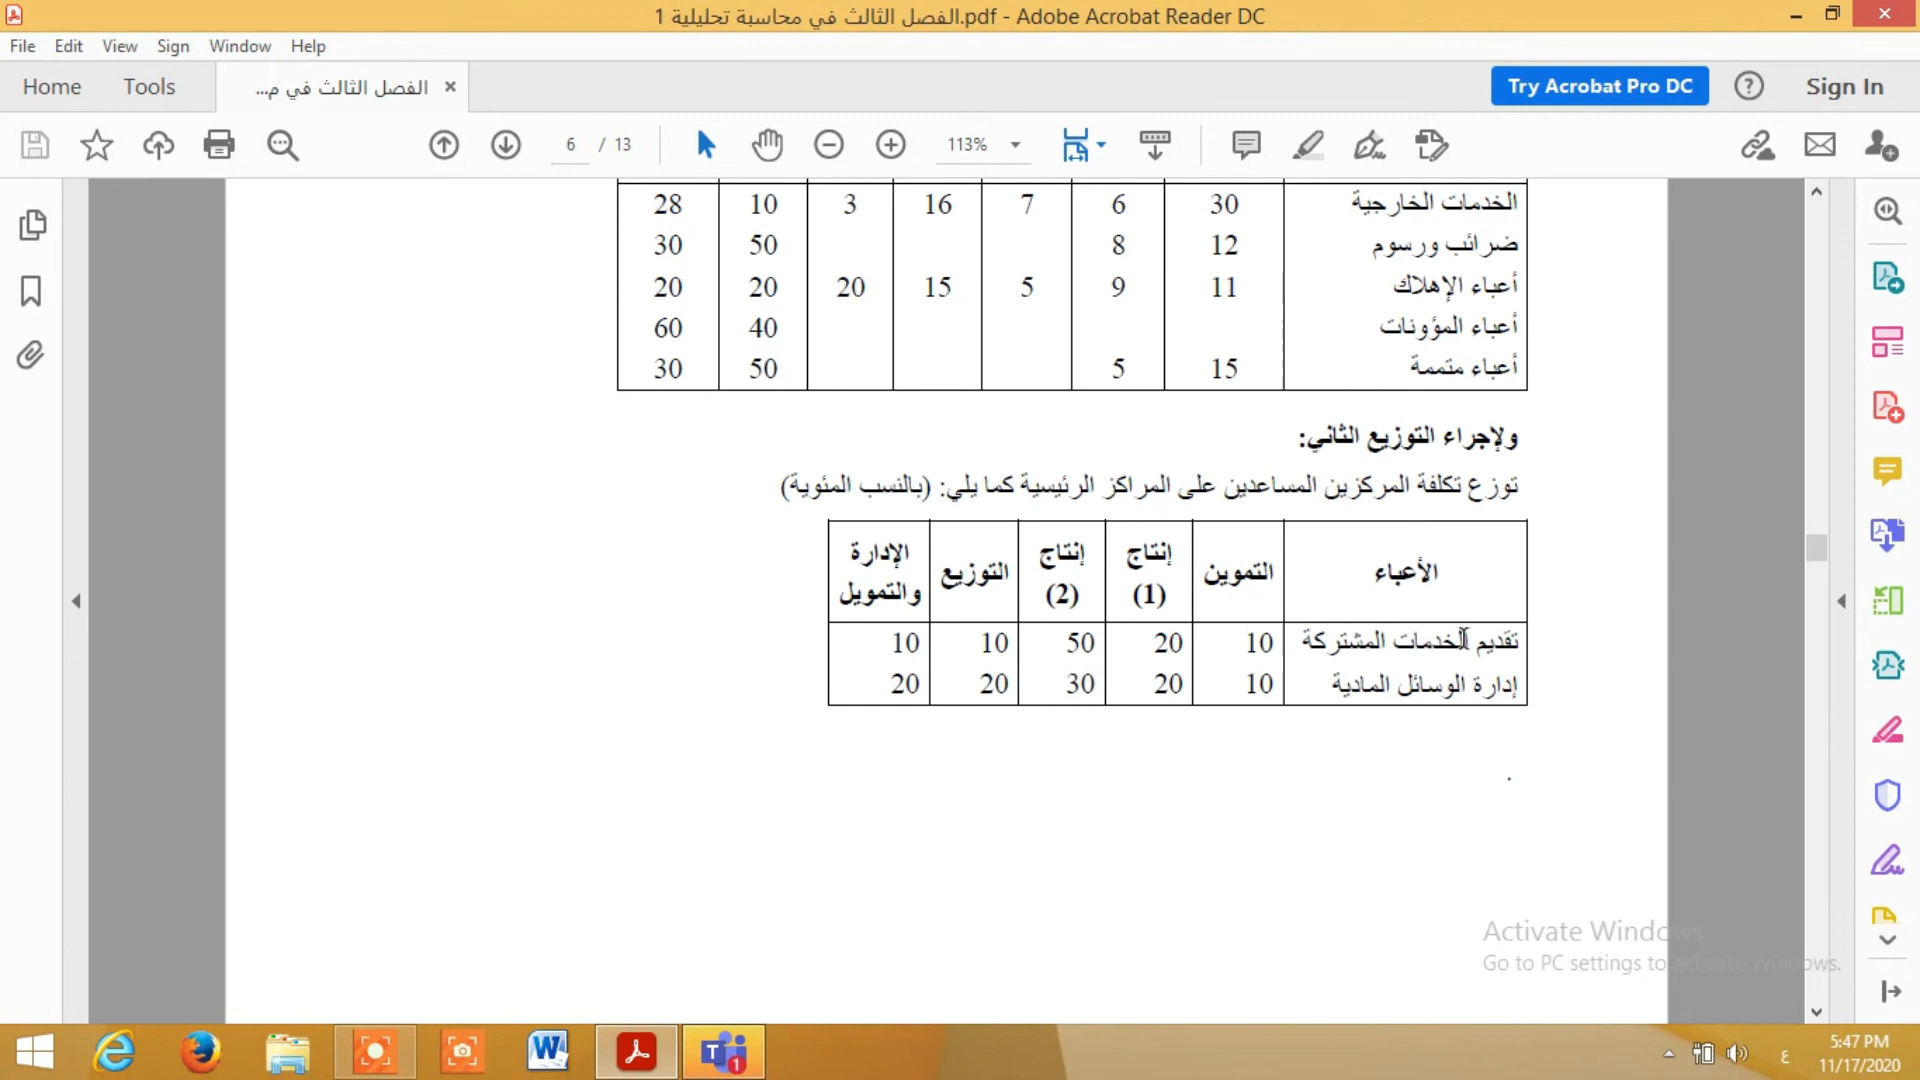 الفصل الثالث في محاسبة تحليلية 1.pdf - Adobe Acrobat Reader DC
File Edit View Sign Window Help
Home Tools الفصل الثالث في م... × Try Acrobat Pro DC Sign In
6 / 13 113%
الخدمات الخارجية 30 6 7 16 3 10 28
ضرائب ورسوم 12 8 50 30
أعباء الإهلاك 11 9 5 15 20 20 20
أعباء المؤونات 40 60
أعباء متممة 15 5 50 30
ولإجراء التوزيع الثاني:
توزع تكلفة المركزين المساعدين على المراكز الرئيسية كما يلي: (بالنسب المئوية)
الأعباء التموين إنتاج (1) إنتاج (2) التوزيع الإدارة والتمويل
تقديم الخدمات المشتركة 10 20 50 10 10
إدارة الوسائل المادية 10 20 30 20 20
.
Activate Windows
Go to PC settings to activate Windows.
ع 5:47 PM
11/17/2020